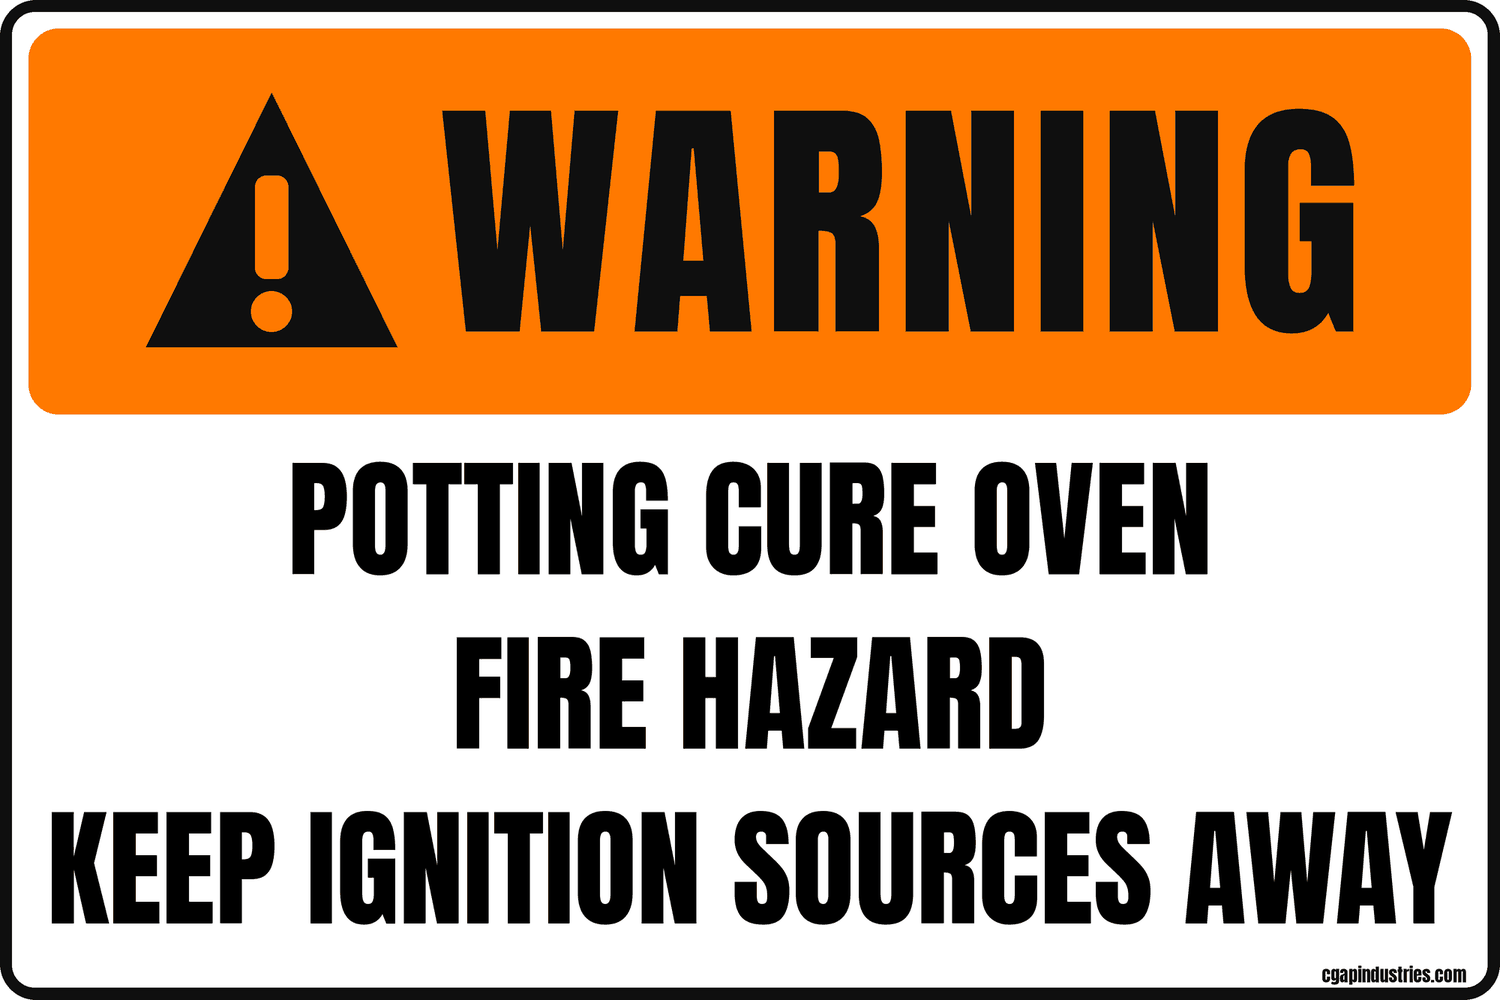 WARNING
POTTING CURE OVEN
FIRE HAZARD
KEEP IGNITION SOURCES AWAY
cgapindustries.com